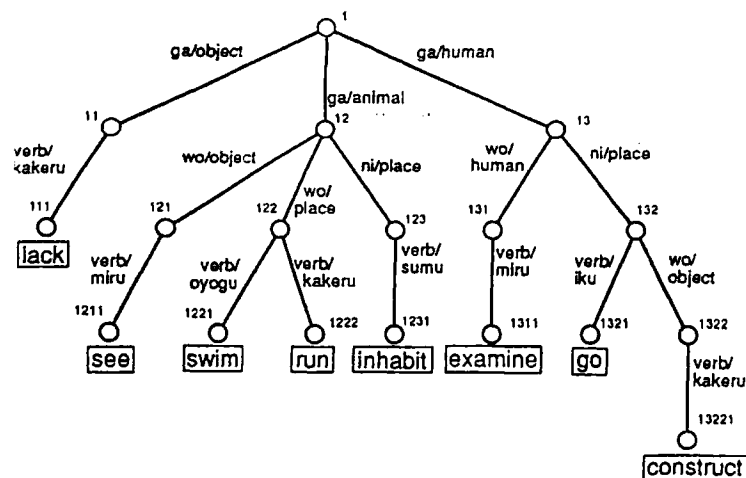 1
ga/object
ga/human
ga/animal
11
12
13
verb/
kakeru
wo/object
wo/
place
ni/place
wo/
human
ni/place
111
121
122
123
131
132
lack
verb/
miru
verb/
oyogu
verb/
kakeru
verb/
sumu
verb/
miru
verb/
iku
wo/
object
1211
1221
1222
1231
1311
1321
1322
see
swim
run
inhabit
examine
go
verb/
kakeru
13221
construct